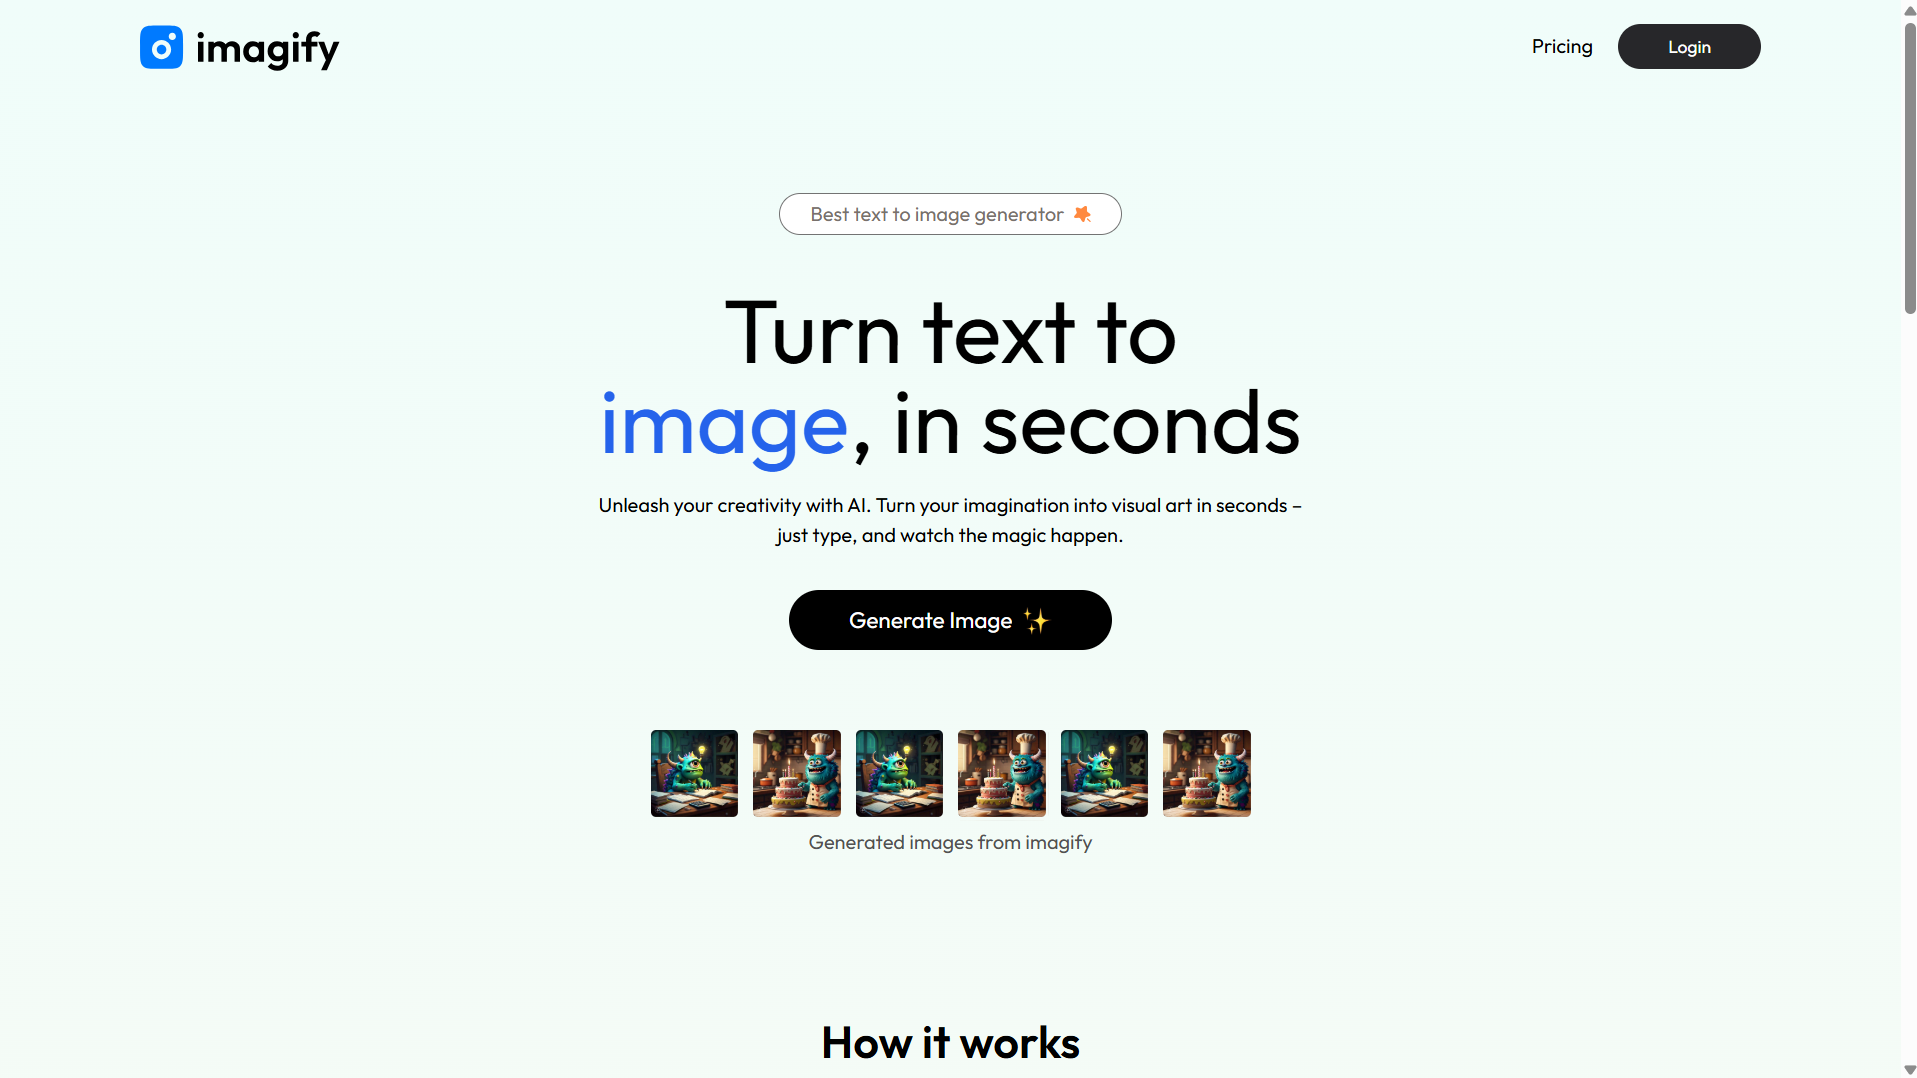 imagify
Pricing
Login
Best text to image generator
Turn text to
image, in seconds
Unleash your creativity with AI. Turn your imagination into visual art in seconds –
just type, and watch the magic happen.
Generate Image ✨
Generated images from imagify
How it works